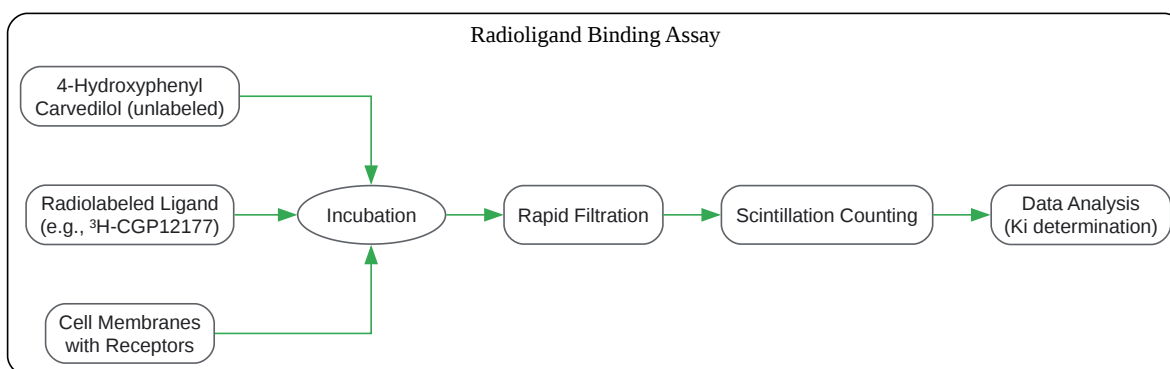 Radioligand Binding Assay
4-Hydroxyphenyl
Carvedilol (unlabeled)
Radiolabeled Ligand
(e.g., ³H-CGP12177)
Cell Membranes
with Receptors
Incubation
Rapid Filtration
Scintillation Counting
Data Analysis
(Ki determination)